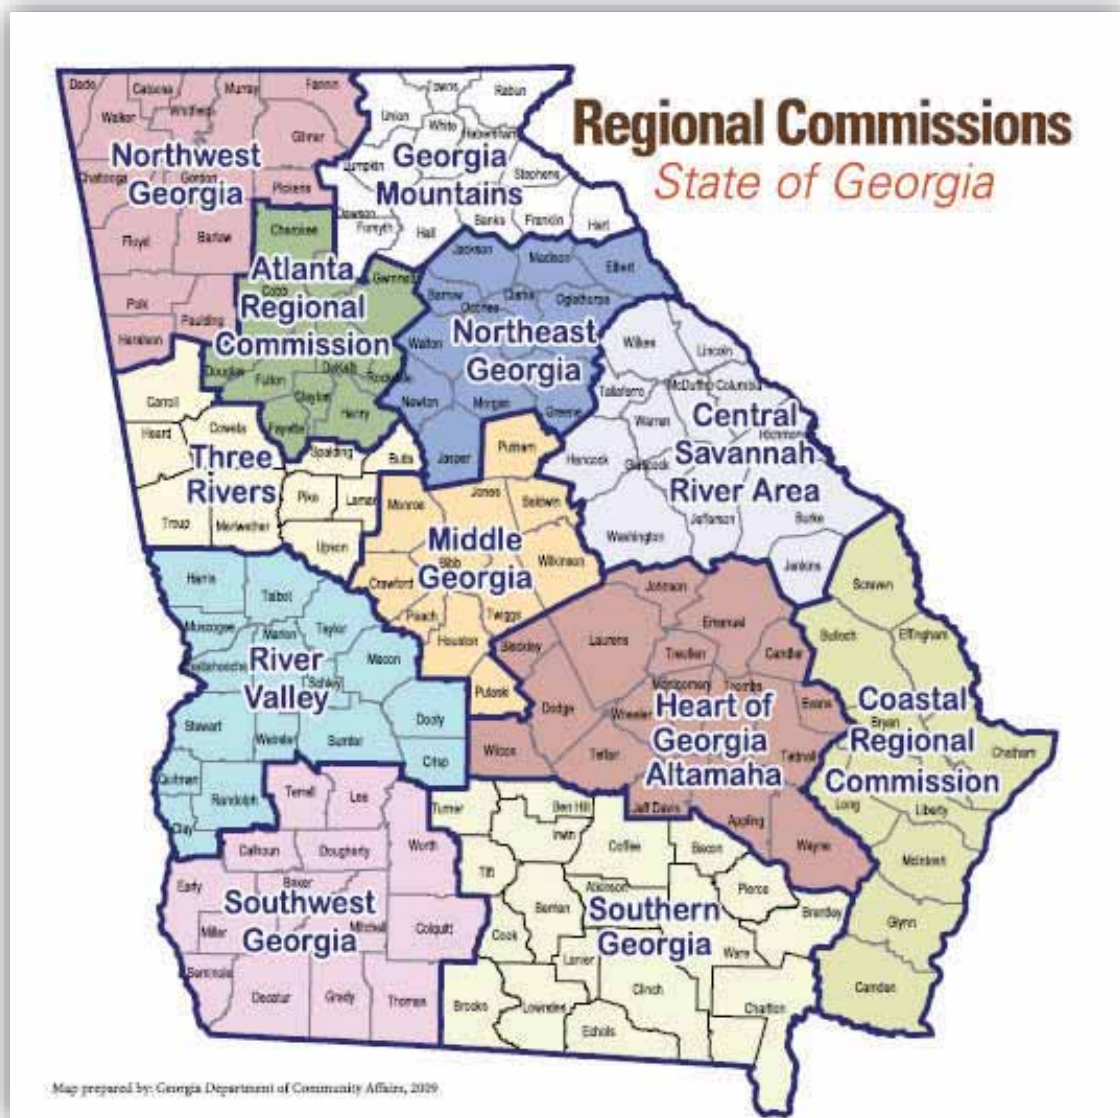 Regional Commissions
State of Georgia
Dade
Catoosa
Murray
Fannin
Walker
Whitfield
Gilmer
Northwest
Georgia
Chattooga
Gordon
Pickens
Floyd
Bartow
Polk
Paulding
Haralson
Towns
Rabun
Union
White
Habersham
Lumpkin
Georgia
Mountains
Stephens
Dawson
Forsyth
Hall
Banks
Franklin
Hart
Cherokee
Atlanta
Regional
Commission
Cobb
Gwinnett
Douglas
Fulton
DeKalb
Rockdale
Clayton
Henry
Fayette
Jackson
Madison
Elbert
Barrow
Clarke
Oconee
Oglethorpe
Walton
Northeast
Georgia
Newton
Morgan
Greene
Jasper
Wilkes
Lincoln
Taliaferro
McDuffie
Columbia
Warren
Central
Savannah
River Area
Richmond
Hancock
Glascock
Jefferson
Burke
Washington
Jenkins
Carroll
Heard
Coweta
Three
Rivers
Spalding
Butts
Pike
Lamar
Troup
Meriwether
Upson
Putnam
Monroe
Jones
Baldwin
Middle
Georgia
Bibb
Wilkinson
Crawford
Peach
Twiggs
Houston
Pulaski
Harris
Talbot
Muscogee
Marion
Taylor
River
Valley
Macon
Schley
Stewart
Webster
Sumter
Dooly
Crisp
Quitman
Randolph
Clay
Johnson
Emanuel
Laurens
Treutlen
Candler
Bleckley
Montgomery
Toombs
Evans
Dodge
Wheeler
Heart of
Georgia
Altamaha
Wilcox
Telfair
Tattnall
Jeff Davis
Appling
Wayne
Screven
Bulloch
Effingham
Coastal
Regional
Commission
Bryan
Chatham
Long
Liberty
McIntosh
Glynn
Camden
Terrell
Lee
Calhoun
Dougherty
Worth
Early
Baker
Southwest
Georgia
Miller
Mitchell
Colquitt
Seminole
Decatur
Grady
Thomas
Turner
Ben Hill
Irwin
Coffee
Bacon
Tift
Atkinson
Pierce
Berrien
Southern
Georgia
Brantley
Cook
Lanier
Ware
Brooks
Lowndes
Clinch
Charlton
Echols
Map prepared by: Georgia Department of Community Affairs, 2009